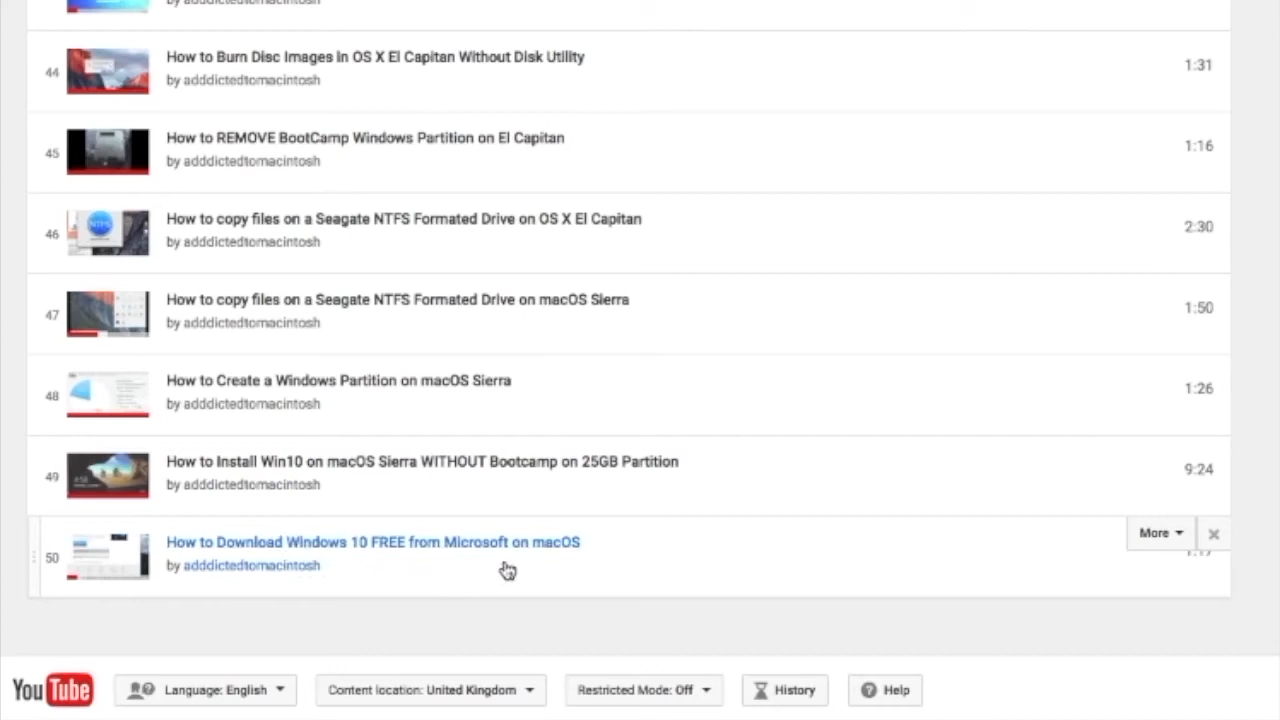 by adddictedtomacintosh
44
How to Burn Disc Images in OS X El Capitan Without Disk Utility
by adddictedtomacintosh
1:31
45
How to REMOVE BootCamp Windows Partition on El Capitan
by adddictedtomacintosh
1:16
46
NTFS
How to copy files on a Seagate NTFS Formated Drive on OS X El Capitan
by adddictedtomacintosh
2:30
47
How to copy files on a Seagate NTFS Formated Drive on macOS Sierra
by adddictedtomacintosh
1:50
48
How to Create a Windows Partition on macOS Sierra
by adddictedtomacintosh
1:26
49
How to Install Win10 on macOS Sierra WITHOUT Bootcamp on 25GB Partition
by adddictedtomacintosh
9:24
50
How to Download Windows 10 FREE from Microsoft on macOS
by adddictedtomacintosh
More
YouTube
Language: English
Content location: United Kingdom
Restricted Mode: Off
History
Help